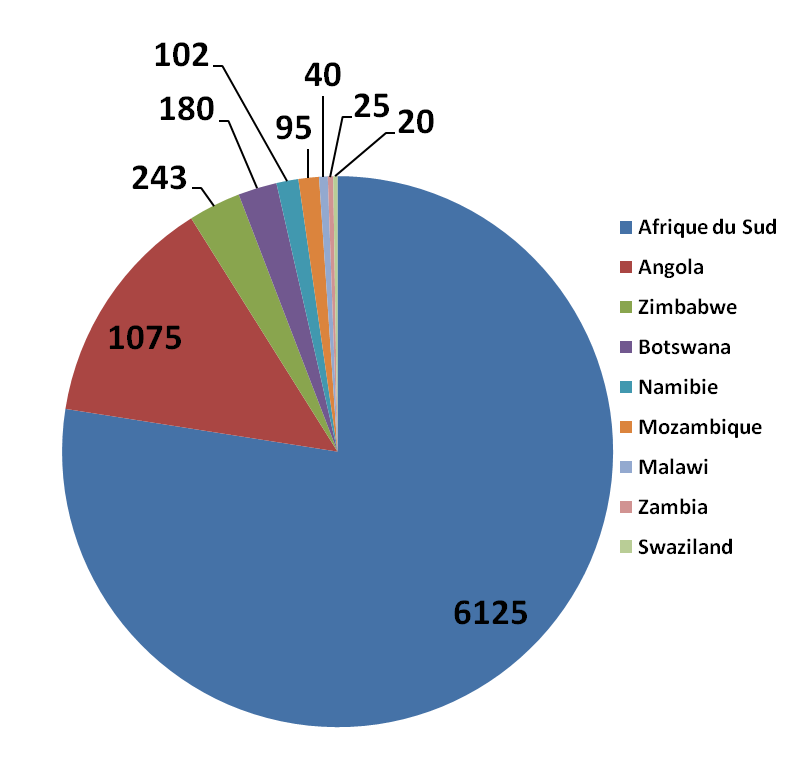 102
40
180
25
95
20
243
1075
6125
Afrique du Sud
Angola
Zimbabwe
Botswana
Namibie
Mozambique
Malawi
Zambia
Swaziland